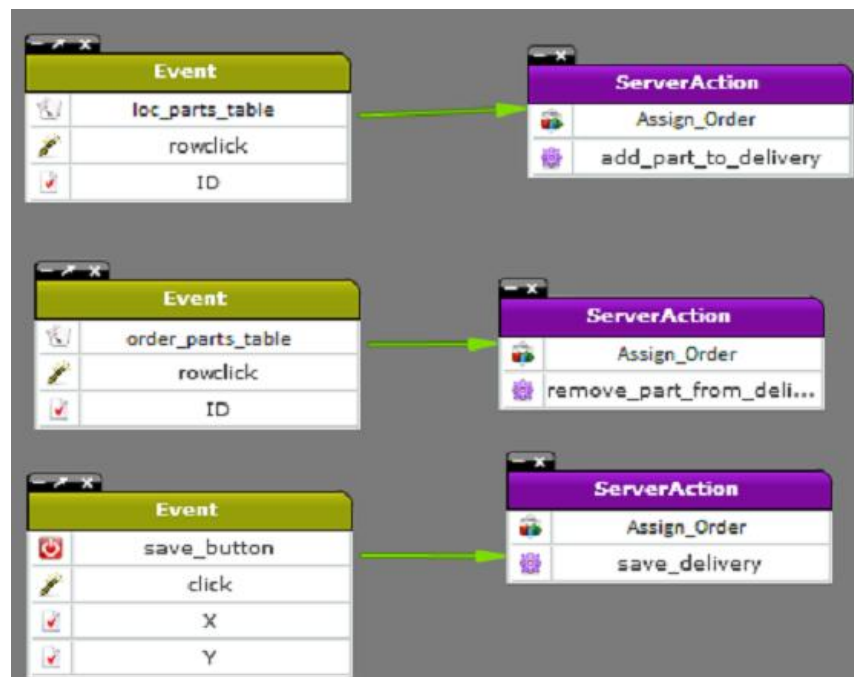 Event
loc_parts_table
rowclick
ID
ServerAction
Assign_Order
add_part_to_delivery
Event
order_parts_table
rowclick
ID
ServerAction
Assign_Order
remove_part_from_deli...
Event
save_button
click
X
Y
ServerAction
Assign_Order
save_delivery